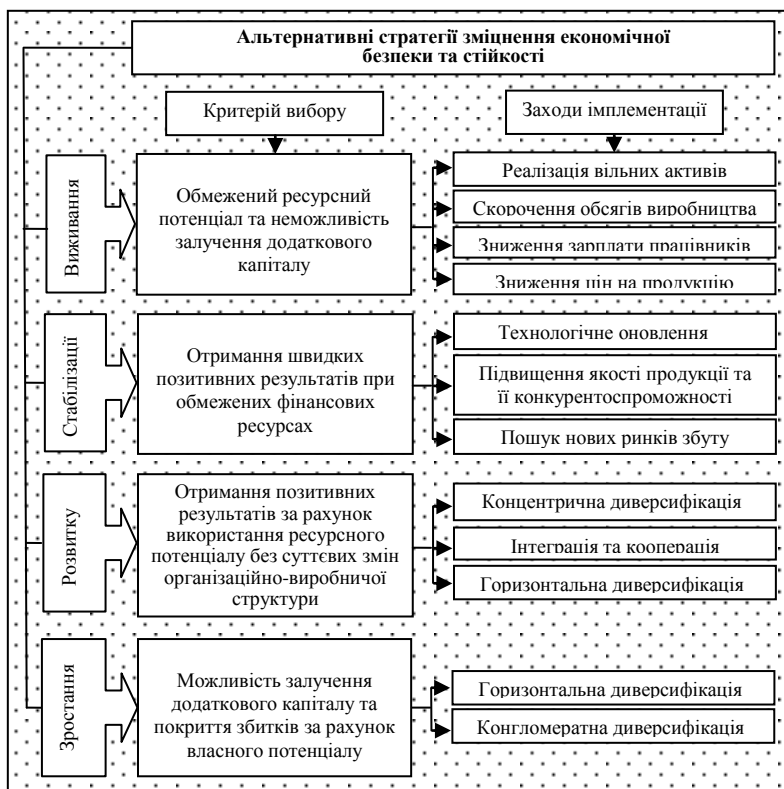 Альтернативні стратегії зміцнення економічної
безпеки та стійкості
Критерій вибору
Заходи імплементації
Виживання
Обмежений ресурсний
потенціал та неможливість
залучення додаткового
капіталу
Реалізація вільних активів
Скорочення обсягів виробництва
Зниження зарплати працівників
Зниження цін на продукцію
Стабілізації
Отримання швидких
позитивних результатів при
обмежених фінансових
ресурсах
Технологічне оновлення
Підвищення якості продукції та
її конкурентоспроможності
Пошук нових ринків збуту
Розвитку
Отримання позитивних
результатів за рахунок
використання ресурсного
потенціалу без суттєвих змін
організаційно-виробничої
структури
Концентрична диверсифікація
Інтеграція та кооперація
Горизонтальна диверсифікація
Зростання
Можливість залучення
додаткового капіталу та
покриття збитків за рахунок
власного потенціалу
Горизонтальна диверсифікація
Конгломератна диверсифікація